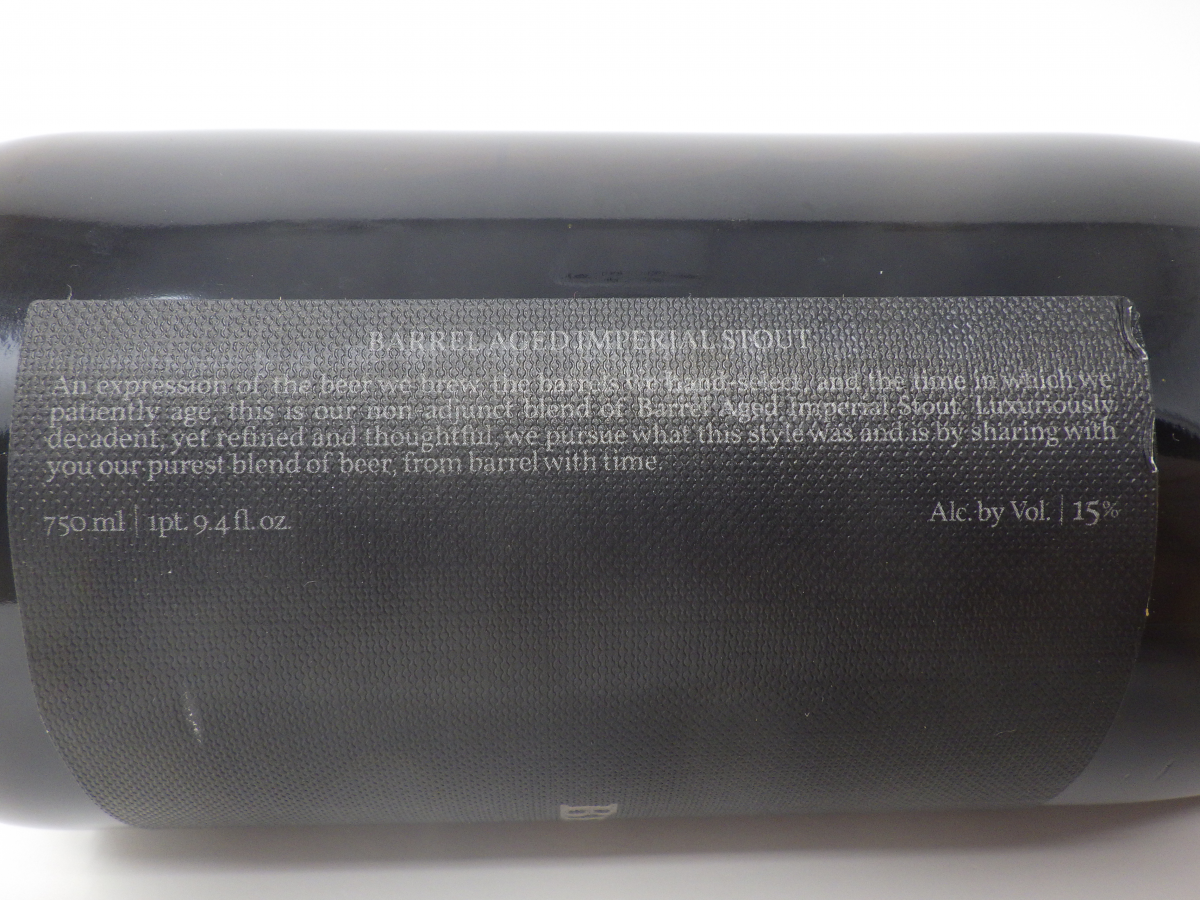 BARREL AGED IMPERIAL STOUT
An expression of the beer we brew, the barrels we hand-select, and the time in which we
patiently age, this is our non-adjunct blend of Barrel Aged Imperial Stout. Luxuriously
decadent, yet refined and thoughtful, we pursue what this style was and is by sharing with
you our purest blend of beer, from barrel with time.
750 ml | 1pt. 9.4 fl. oz.
Alc. by Vol. | 15%